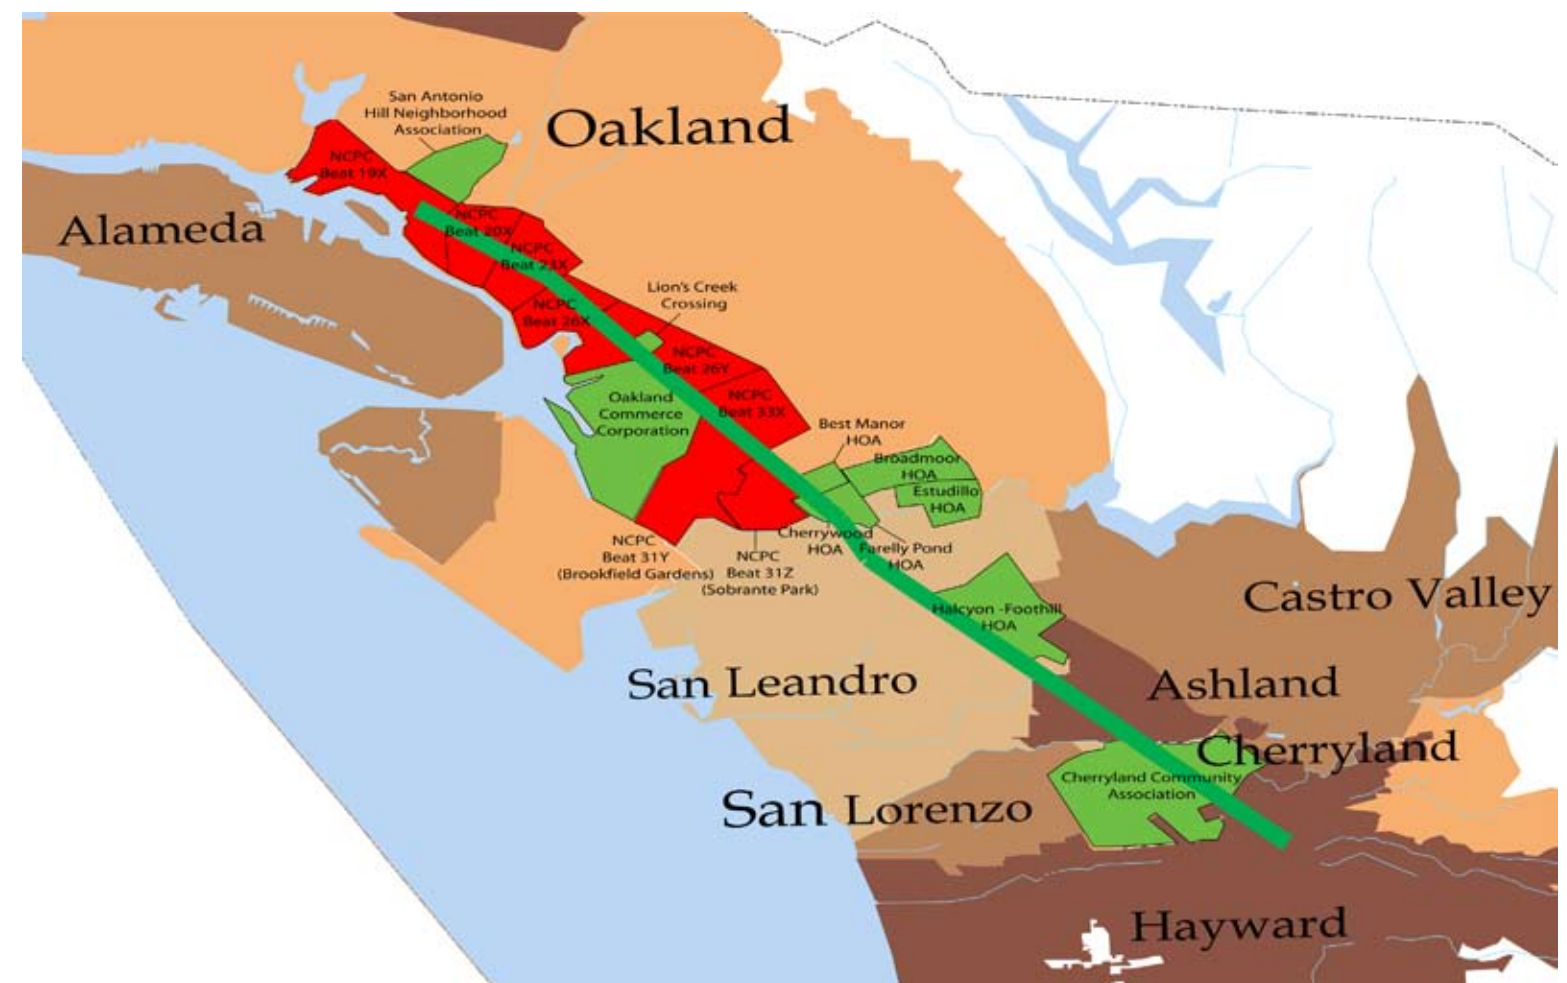 San Antonio
Hill Neighborhood
Association
Oakland
NCPC
Beat 19X
Alameda
NCPC
Beat 20X
NCPC
Beat 23X
Lion's Creek
Crossing
NCPC
Beat 26X
NCPC
Beat 26Y
NCPC
Beat 33X
Oakland
Commerce
Corporation
Best Manor
HOA
Broadmoor
HOA
Estudillo
HOA
Cherrywood
HOA
Farelly Pond
HOA
NCPC
Beat 31Y
(Brookfield Gardens)
NCPC
Beat 31Z
(Sobrante Park)
Halcyon -Foothill
HOA
Castro Valley
San Leandro
Ashland
Cherryland
Cherryland Community
Association
San Lorenzo
Hayward